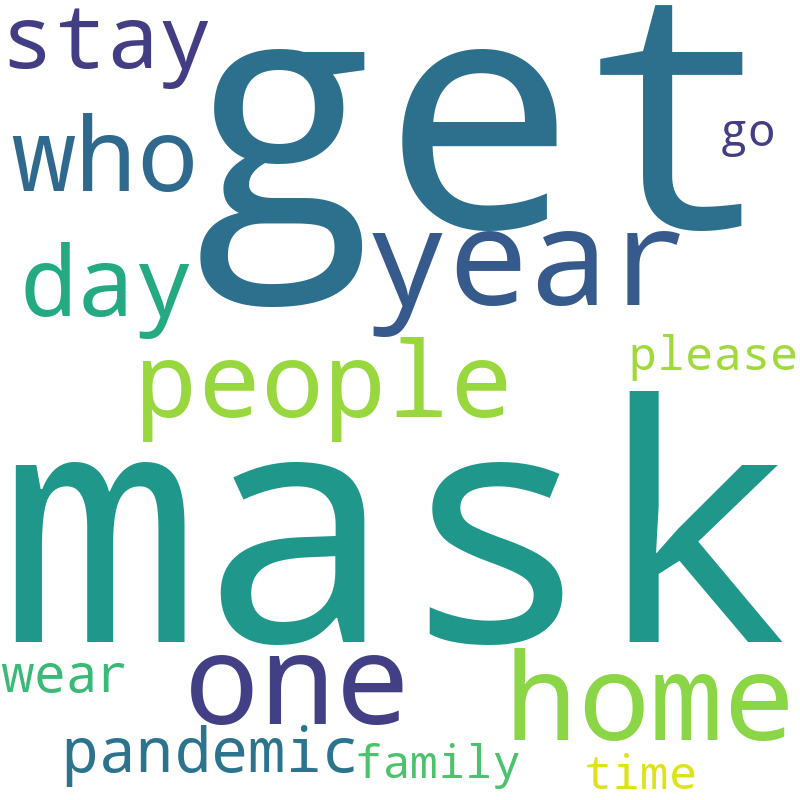 stay
get
go
who
year
day
please
people
mask
one
home
wear
pandemic
family
time